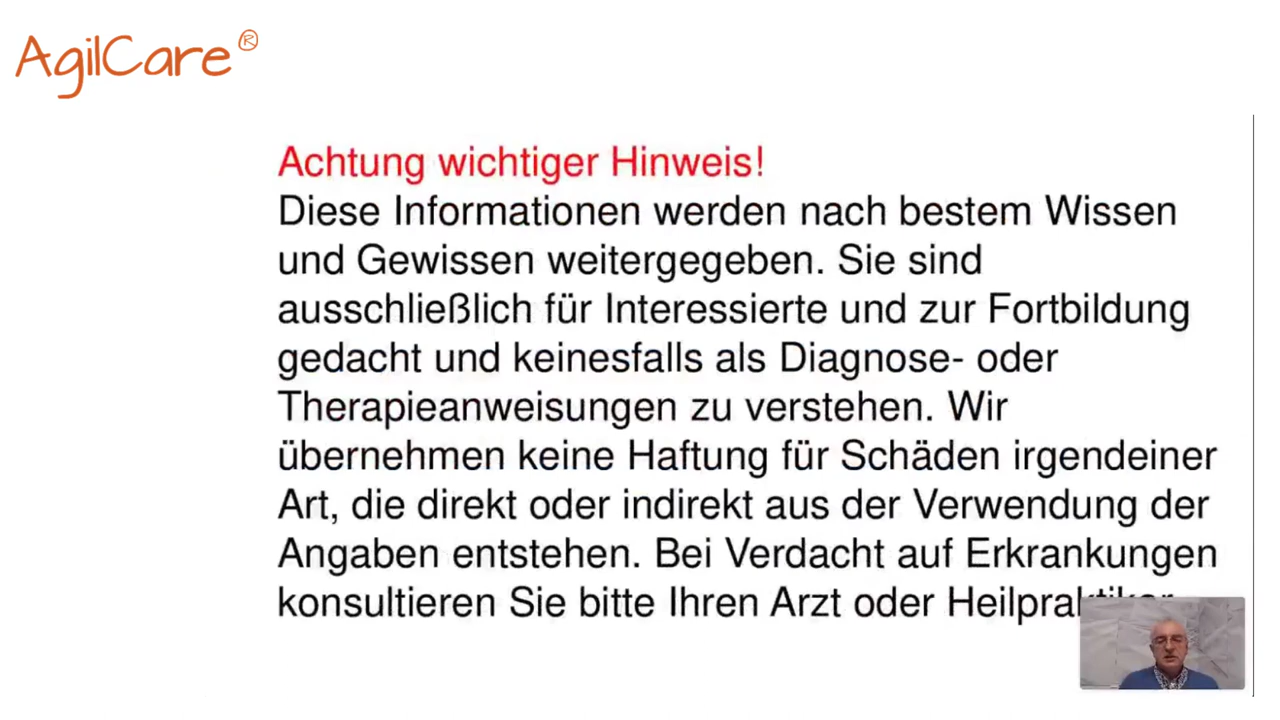 AgilCare®
Achtung wichtiger Hinweis!
Diese Informationen werden nach bestem Wissen
und Gewissen weitergegeben. Sie sind
ausschließlich für Interessierte und zur Fortbildung
gedacht und keinesfalls als Diagnose- oder
Therapieanweisungen zu verstehen. Wir
übernehmen keine Haftung für Schäden irgendeiner
Art, die direkt oder indirekt aus der Verwendung der
Angaben entstehen. Bei Verdacht auf Erkrankungen
konsultieren Sie bitte Ihren Arzt oder Heilpraktiker